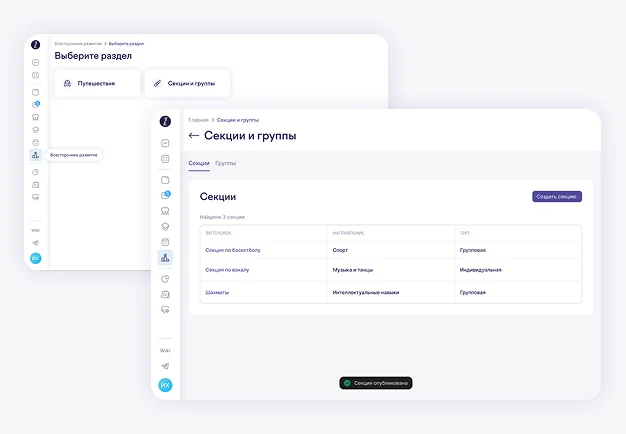 Всестороннее развитие > Выберите раздел
Выберите раздел
Путешествия
Секции и группы
Всестороннее развитие
Wiki
ИХ
Главная > Секции и группы
← Секции и группы
Секции Группы
Секции
Создать секцию
Найдено 3 секции
ЗАГОЛОВОК НАПРАВЛЕНИЕ ТИП
Секция по баскетболу Спорт Групповая
Секция по вокалу Музыка и танцы Индивидуальная
Шахматы Интеллектуальные навыки Групповая
Wiki
ИХ
Секция опубликована